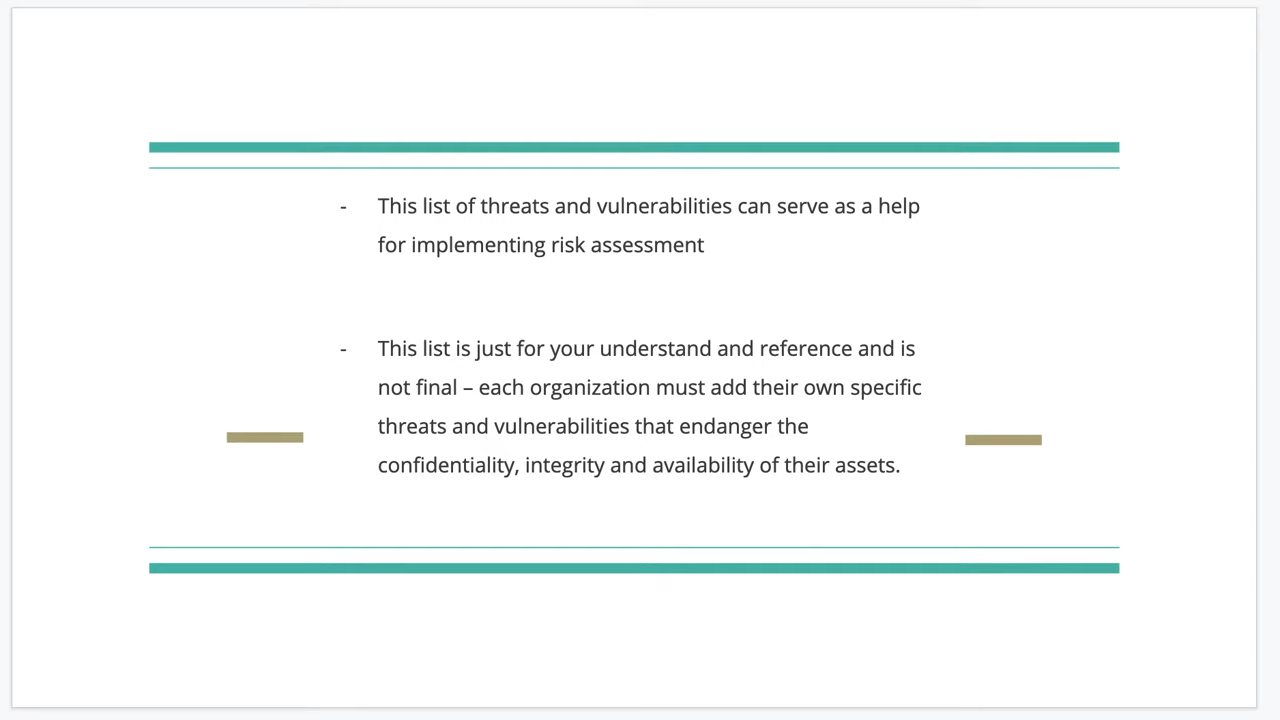 - This list of threats and vulnerabilities can serve as a help
for implementing risk assessment
- This list is just for your understand and reference and is
not final – each organization must add their own specific
threats and vulnerabilities that endanger the
confidentiality, integrity and availability of their assets.